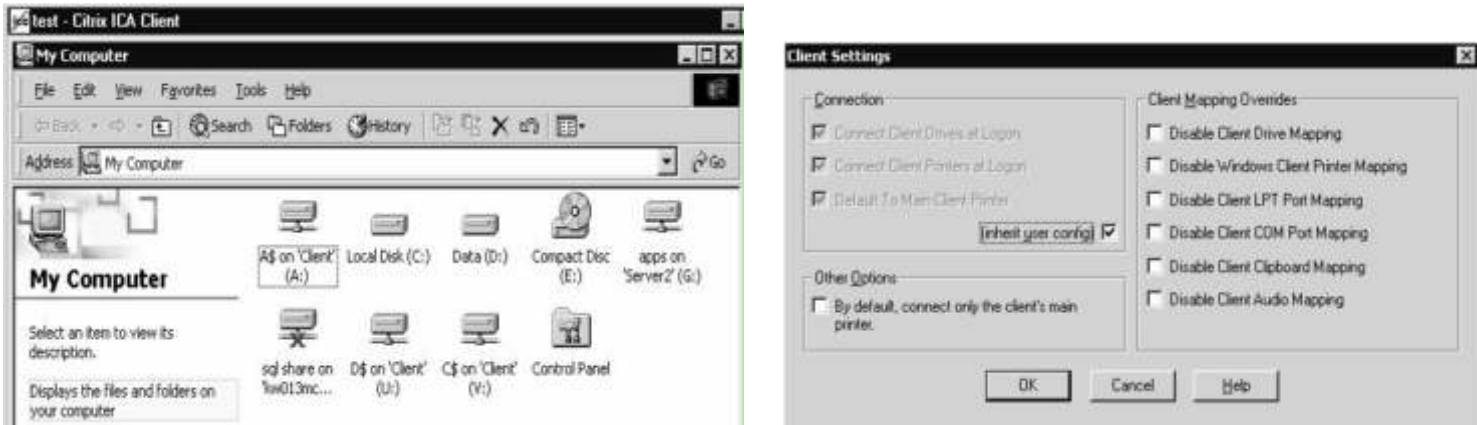 test - Citrix ICA Client
My Computer
File Edit View Favorites Tools Help
Back
Search Folders History
Address My Computer Go
A$ on 'Client' (A:)
Local Disk (C:)
Data (D:)
Compact Disc (E:)
apps on 'Server2' (G:)
My Computer
Select an item to view its
description.
Displays the files and folders on
your computer
sql share on
D$ on 'Client' (U:)
C$ on 'Client' (V:)
Control Panel
Client Settings
Connection
Connect Client Drives at Logon
Connect Client Printers at Logon
Default To Main Client Printer
(inherit user config)
Other Options
By default, connect only the client's main
printer.
Client Mapping Overrides
Disable Client Drive Mapping
Disable Windows Client Printer Mapping
Disable Client LPT Port Mapping
Disable Client COM Port Mapping
Disable Client Clipboard Mapping
Disable Client Audio Mapping
OK Cancel Help